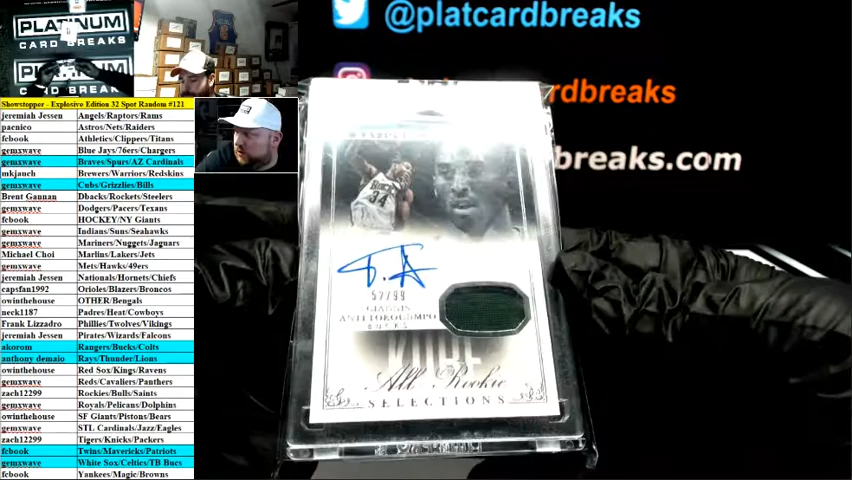 PLATINUM
CARD BREAKS
@platcardbreaks
rdbreaks
breaks.com
Showstopper - Explosive Edition 32 Spot Random #121
jeremiah Jessen Angels/Raptors/Rams
pacnico Astros/Nets/Raiders
fcbook Athletics/Clippers/Titans
gemxwave Blue Jays/76ers/Chargers
gemxwave Braves/Spurs/AZ Cardinals
mkjauch Brewers/Warriors/Redskins
gemxwave Cubs/Grizzlies/Bills
Brent Gannan Dbacks/Rockets/Steelers
gemxwave Dodgers/Pacers/Texans
fcbook HOCKEY/NY Giants
gemxwave Indians/Suns/Seahawks
gemxwave Mariners/Nuggets/Jaguars
Michael Choi Marlins/Lakers/Jets
gemxwave Mets/Hawks/49ers
jeremiah Jessen Nationals/Hornets/Chiefs
capsfan1992 Orioles/Blazers/Broncos
owinthehouse OTHER/Bengals
neck1187 Padres/Heat/Cowboys
Frank Lizzadro Phillies/Twolves/Vikings
jeremiah Jessen Pirates/Wizards/Falcons
akorom Rangers/Bucks/Colts
anthony demaio Rays/Thunder/Lions
owinthehouse Red Sox/Kings/Ravens
gemxwave Reds/Cavaliers/Panthers
zach12299 Rockies/Bulls/Saints
gemxwave Royals/Pelicans/Dolphins
owinthehouse SF Giants/Pistons/Bears
gemxwave STL Cardinals/Jazz/Eagles
zach12299 Tigers/Knicks/Packers
fcbook Twins/Mavericks/Patriots
gemxwave White Sox/Celtics/TB Bucs
fcbook Yankees/Magic/Browns
34
52/99
GIANNIS
ANTETOKOUNMPO
BUCKS
All Rookie
SELECTIONS